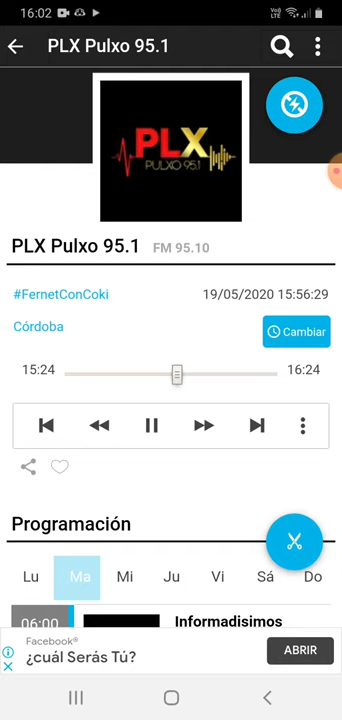 16:02
Vo)) LTE
PLX Pulxo 95.1
PLX
PULXO 95.1
PLX Pulxo 95.1 FM 95.10
#FernetConCoki 19/05/2020 15:56:29
Córdoba
Cambiar
15:24 16:24
Programación
Lu Ma Mi Ju Vi Sá Do
06:00 Informadisimos
Facebook®
¿cuál Serás Tú?
ABRIR